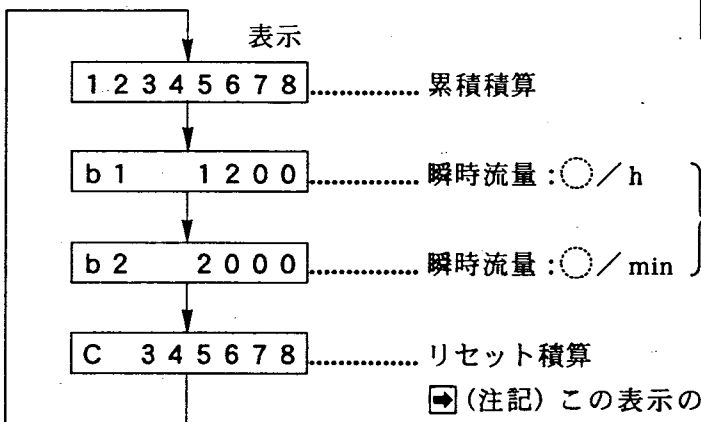 表示
12345678 ............... 累積積算
b1 1200 ............... 瞬時流量:◌/h
b2 2000 ............... 瞬時流量:◌/min
C 345678 ............... リセット積算
➡(注記)この表示の